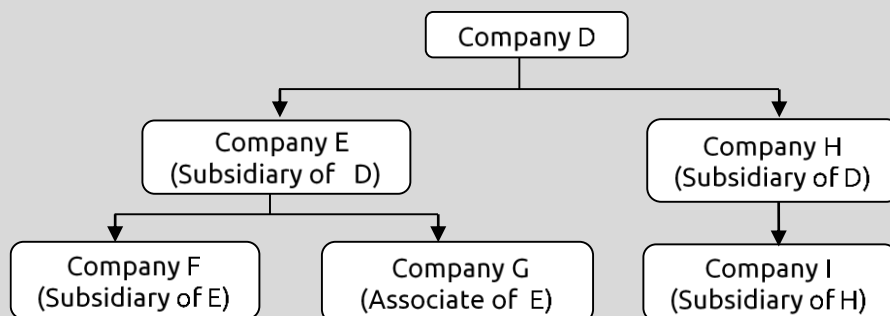 Company D
Company E
(Subsidiary of D)
Company H
(Subsidiary of D)
Company F
(Subsidiary of E)
Company G
(Associate of E)
Company I
(Subsidiary of H)